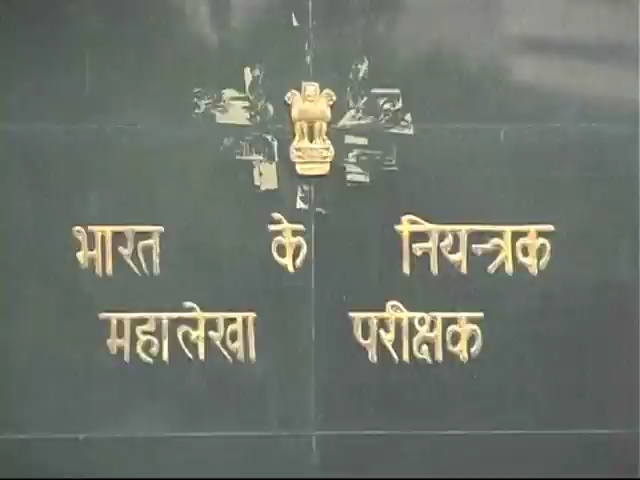 भारत के नियन्त्रक
महालेखा परीक्षक